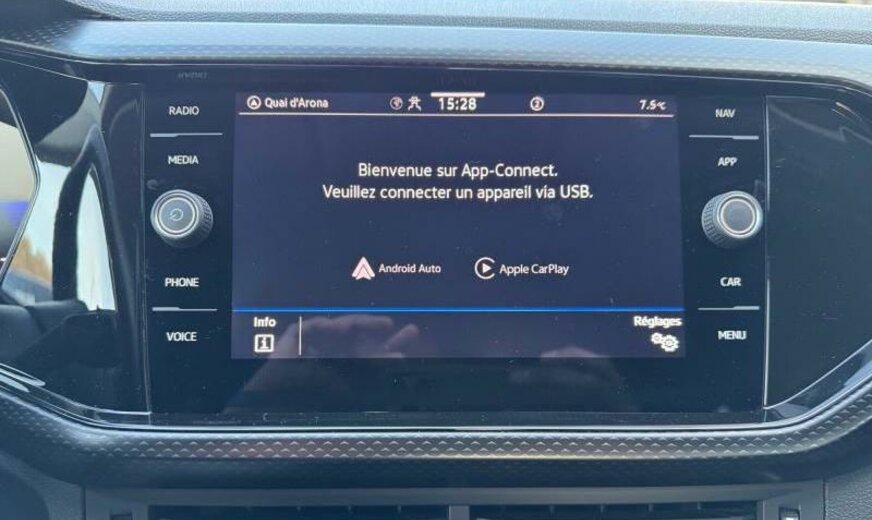 RADIO
MEDIA
PHONE
VOICE
Quai d'Arona 15:28 2 7.5°C
Bienvenue sur App-Connect.
Veuillez connecter un appareil via USB.
Android Auto Apple CarPlay
Info Réglages
NAV
APP
CAR
MENU